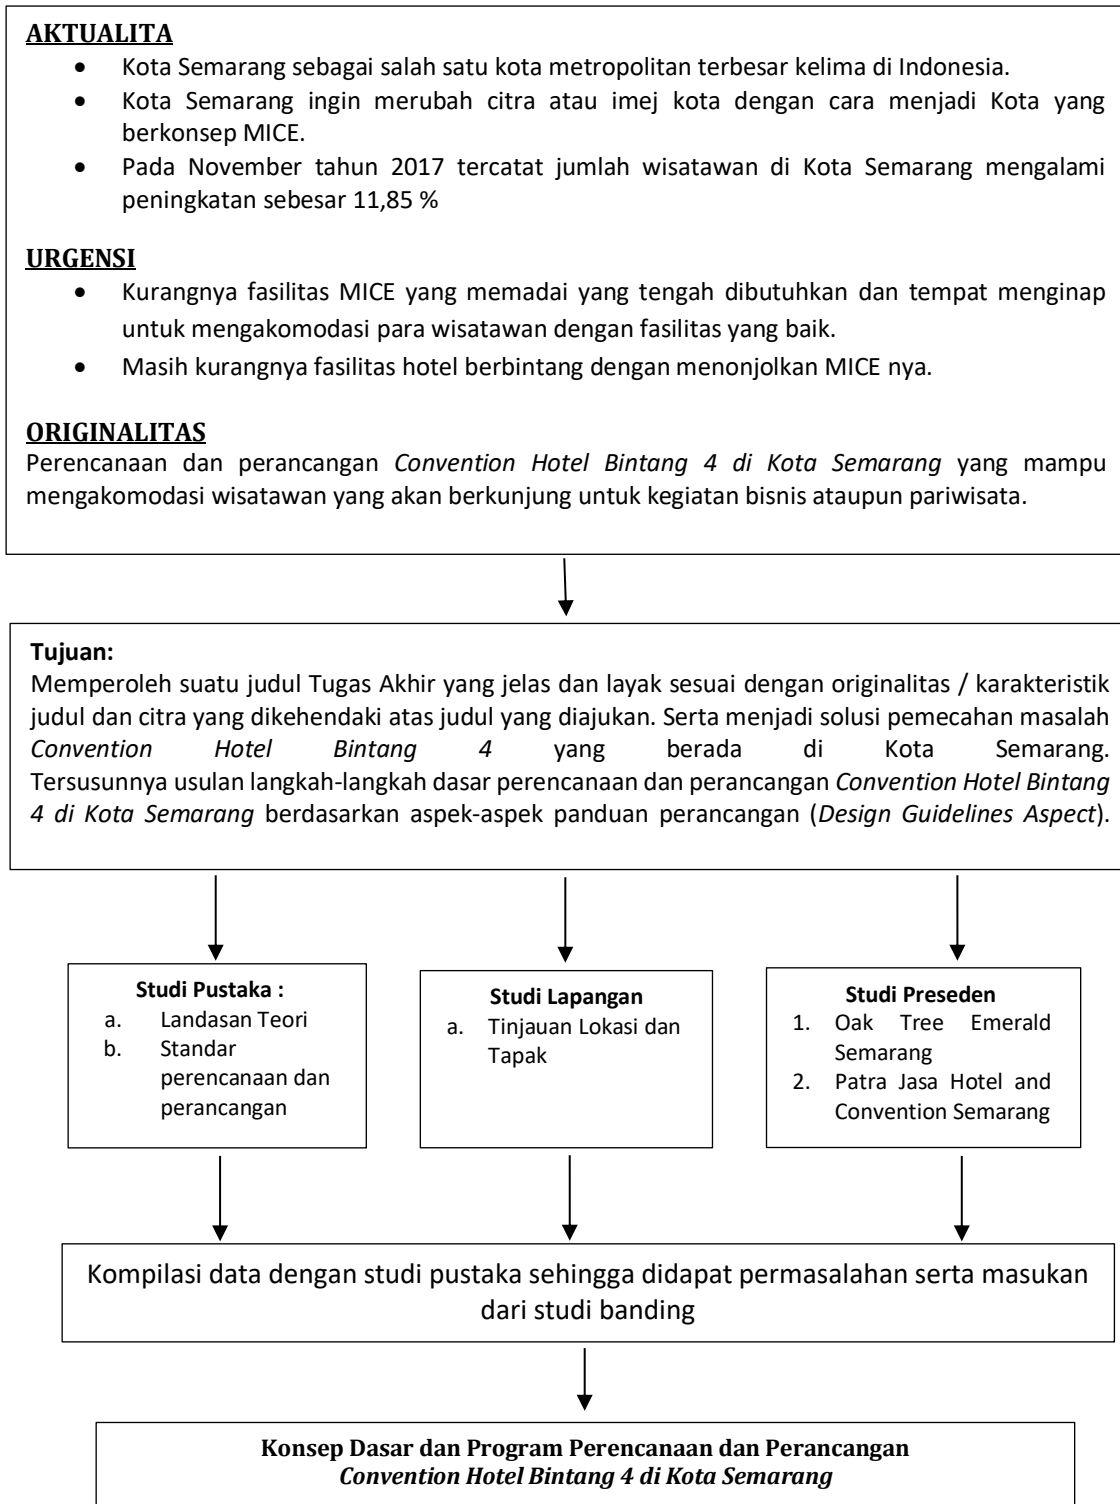 AKTUALITA
• Kota Semarang sebagai salah satu kota metropolitan terbesar kelima di Indonesia.
• Kota Semarang ingin merubah citra atau imej kota dengan cara menjadi Kota yang
berkonsep MICE.
• Pada November tahun 2017 tercatat jumlah wisatawan di Kota Semarang mengalami
peningkatan sebesar 11,85 %
URGENSI
• Kurangnya fasilitas MICE yang memadai yang tengah dibutuhkan dan tempat menginap
untuk mengakomodasi para wisatawan dengan fasilitas yang baik.
• Masih kurangnya fasilitas hotel berbintang dengan menonjolkan MICE nya.
ORIGINALITAS
Perencanaan dan perancangan Convention Hotel Bintang 4 di Kota Semarang yang mampu
mengakomodasi wisatawan yang akan berkunjung untuk kegiatan bisnis ataupun pariwisata.
Tujuan:
Memperoleh suatu judul Tugas Akhir yang jelas dan layak sesuai dengan originalitas / karakteristik
judul dan citra yang dikehendaki atas judul yang diajukan. Serta menjadi solusi pemecahan masalah
Convention Hotel Bintang 4 yang berada di Kota Semarang.
Tersusunnya usulan langkah-langkah dasar perencanaan dan perancangan Convention Hotel Bintang
4 di Kota Semarang berdasarkan aspek-aspek panduan perancangan (Design Guidelines Aspect).
Studi Pustaka :
a. Landasan Teori
b. Standar
perencanaan dan
perancangan
Studi Lapangan
a. Tinjauan Lokasi dan
Tapak
Studi Preseden
1. Oak Tree Emerald
Semarang
2. Patra Jasa Hotel and
Convention Semarang
Kompilasi data dengan studi pustaka sehingga didapat permasalahan serta masukan
dari studi banding
Konsep Dasar dan Program Perencanaan dan Perancangan
Convention Hotel Bintang 4 di Kota Semarang